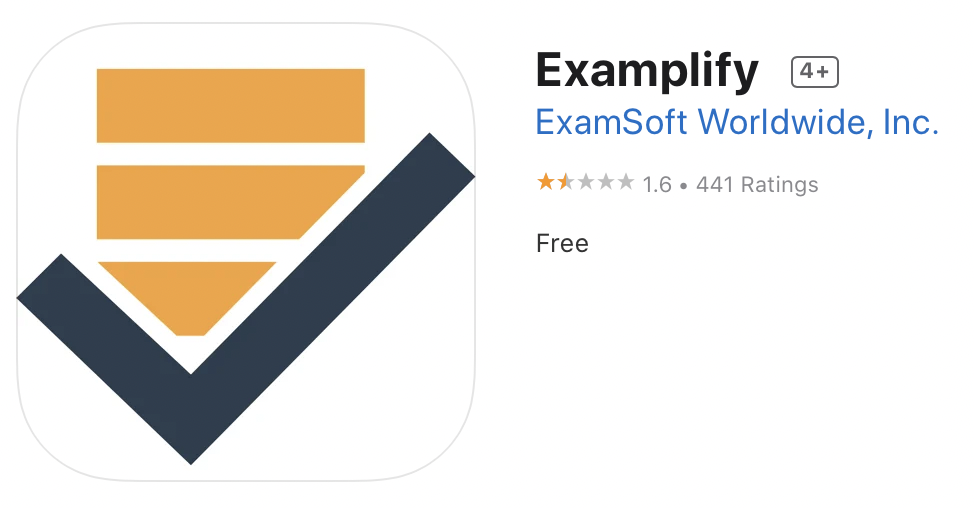 Examplify 4+
ExamSoft Worldwide, Inc.
1.6 • 441 Ratings
Free